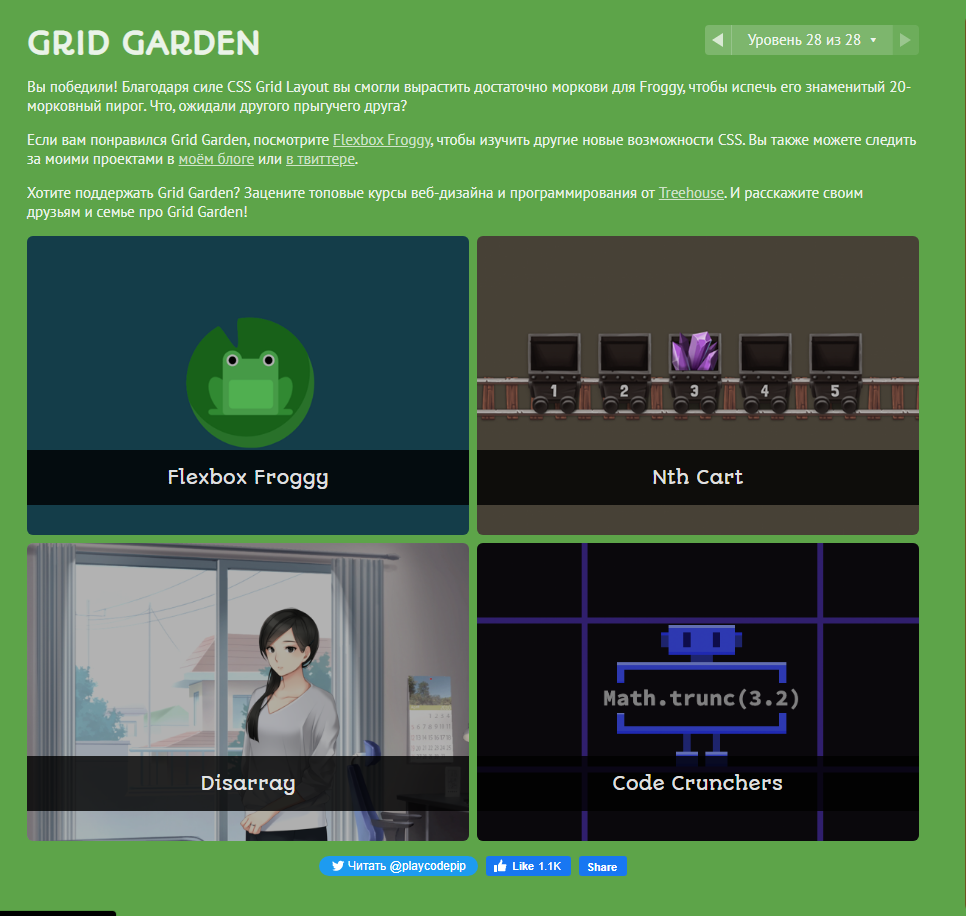 GRID GARDEN
Уровень 28 из 28
Вы победили! Благодаря силе CSS Grid Layout вы смогли вырастить достаточно моркови для Froggy, чтобы испечь его знаменитый 20-
морковный пирог. Что, ожидали другого прыгучего друга?
Если вам понравился Grid Garden, посмотрите Flexbox Froggy, чтобы изучить другие новые возможности CSS. Вы также можете следить
за моими проектами в моём блоге или в твиттере.
Хотите поддержать Grid Garden? Зацените топовые курсы веб-дизайна и программирования от Treehouse. И расскажите своим
друзьям и семье про Grid Garden!
1 2 3 4 5
Flexbox Froggy
Nth Cart
Math.trunc(3.2)
Disarray
Code Crunchers
Читать @playcodepip
Like 1.1K
Share